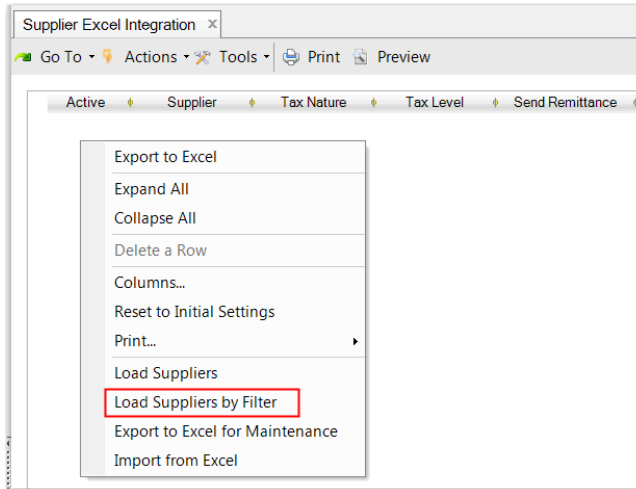 Supplier Excel Integration ×
Go To Actions Tools Print Preview
Active Supplier Tax Nature Tax Level Send Remittance
Export to Excel
Expand All
Collapse All
Delete a Row
Columns...
Reset to Initial Settings
Print...
Load Suppliers
Load Suppliers by Filter
Export to Excel for Maintenance
Import from Excel